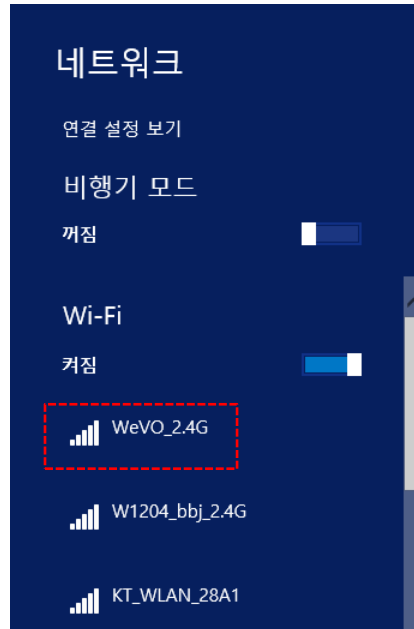 네트워크
연결 설정 보기
비행기 모드
꺼짐
Wi-Fi
켜짐
WeVO_2.4G
W1204_bbj_2.4G
KT_WLAN_28A1